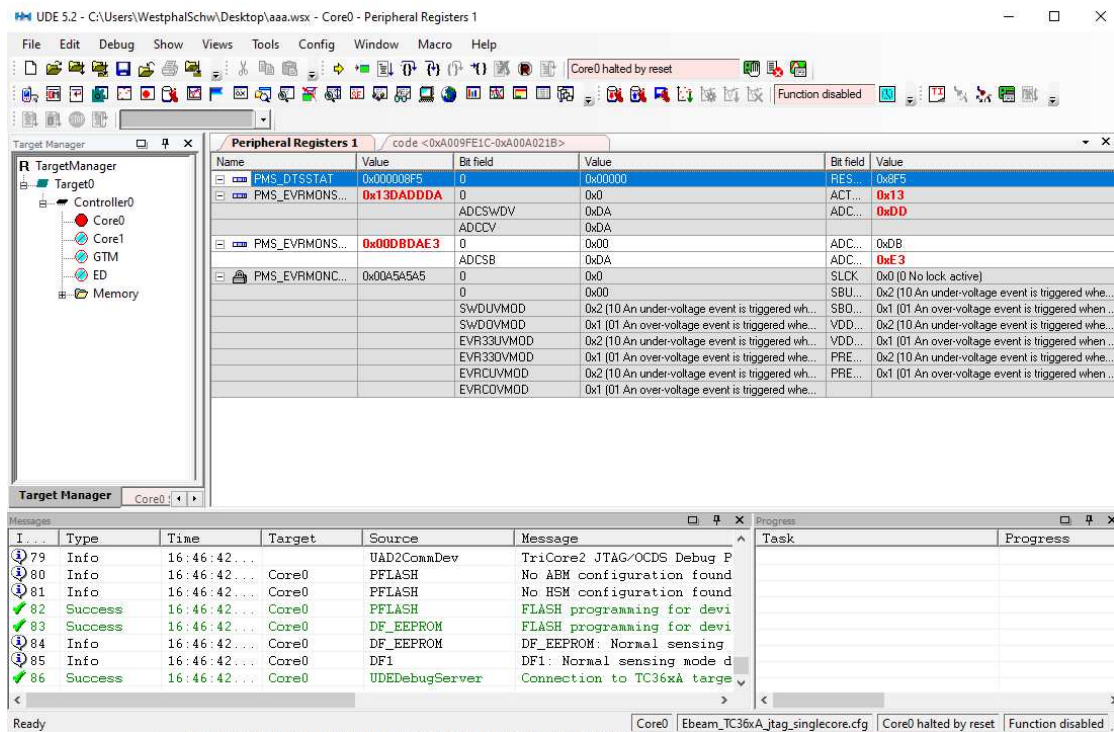 UDE 5.2 - C:\Users\WestphalSchw\Desktop\aaa.wsx - Core0 - Peripheral Registers 1
File Edit Debug Show Views Tools Config Window Macro Help
Core0 halted by reset
Function disabled
Target Manager
TargetManager
Target0
Controller0
Core0
Core1
GTM
ED
Memory
Target Manager Core0
Peripheral Registers 1 code <0xA009FE1C-0xA00A021B>
Name Value Bit field Value Bit field Value
PMS_DTSSTAT 0x000008F5 0 0x00000 RES... 0x8F5
PMS_EVRMONS... 0x13DADDDA 0 0x0 ACT... 0x13
ADCSWDV 0xDA ADC... 0xDD
ADCCV 0xDA
PMS_EVRMONS... 0x00DBDAE3 0 0x00 ADC... 0xDB
ADCSB 0xDA ADC... 0xE3
PMS_EVRMONC... 0x00A5A5A5 0 0x0 SLCK 0x0 (0 No lock active)
0 0x00 SBU... 0x2 (10 An under-voltage event is triggered whe...
SWDUVMOD 0x2 (10 An under-voltage event is triggered wh... SBO... 0x1 (01 An over-voltage event is triggered when ...
SWDOVMOD 0x1 (01 An over-voltage event is triggered whe... VDD... 0x2 (10 An under-voltage event is triggered whe...
EVR33UVMOD 0x2 (10 An under-voltage event is triggered wh... VDD... 0x1 (01 An over-voltage event is triggered when ...
EVR33OVMOD 0x1 (01 An over-voltage event is triggered whe... PRE... 0x2 (10 An under-voltage event is triggered whe...
EVRCUVMOD 0x2 (10 An under-voltage event is triggered wh... PRE... 0x1 (01 An over-voltage event is triggered when ...
EVRCOVMOD 0x1 (01 An over-voltage event is triggered whe...
Messages
I... Type Time Target Source Message
79 Info 16:46:42... UAD2CommDev TriCore2 JTAG/OCDS Debug P
80 Info 16:46:42... Core0 PFLASH No ABM configuration found
81 Info 16:46:42... Core0 PFLASH No HSM configuration found
82 Success 16:46:42... Core0 PFLASH FLASH programming for devi
83 Success 16:46:42... Core0 DF_EEPROM FLASH programming for devi
84 Info 16:46:42... Core0 DF_EEPROM DF_EEPROM: Normal sensing
85 Info 16:46:42... Core0 DF1 DF1: Normal sensing mode d
86 Success 16:46:42... Core0 UDEDebugServer Connection to TC36xA targe
Progress
Task Progress
Ready Core0 Ebeam_TC36xA_jtag_singlecore.cfg Core0 halted by reset Function disabled